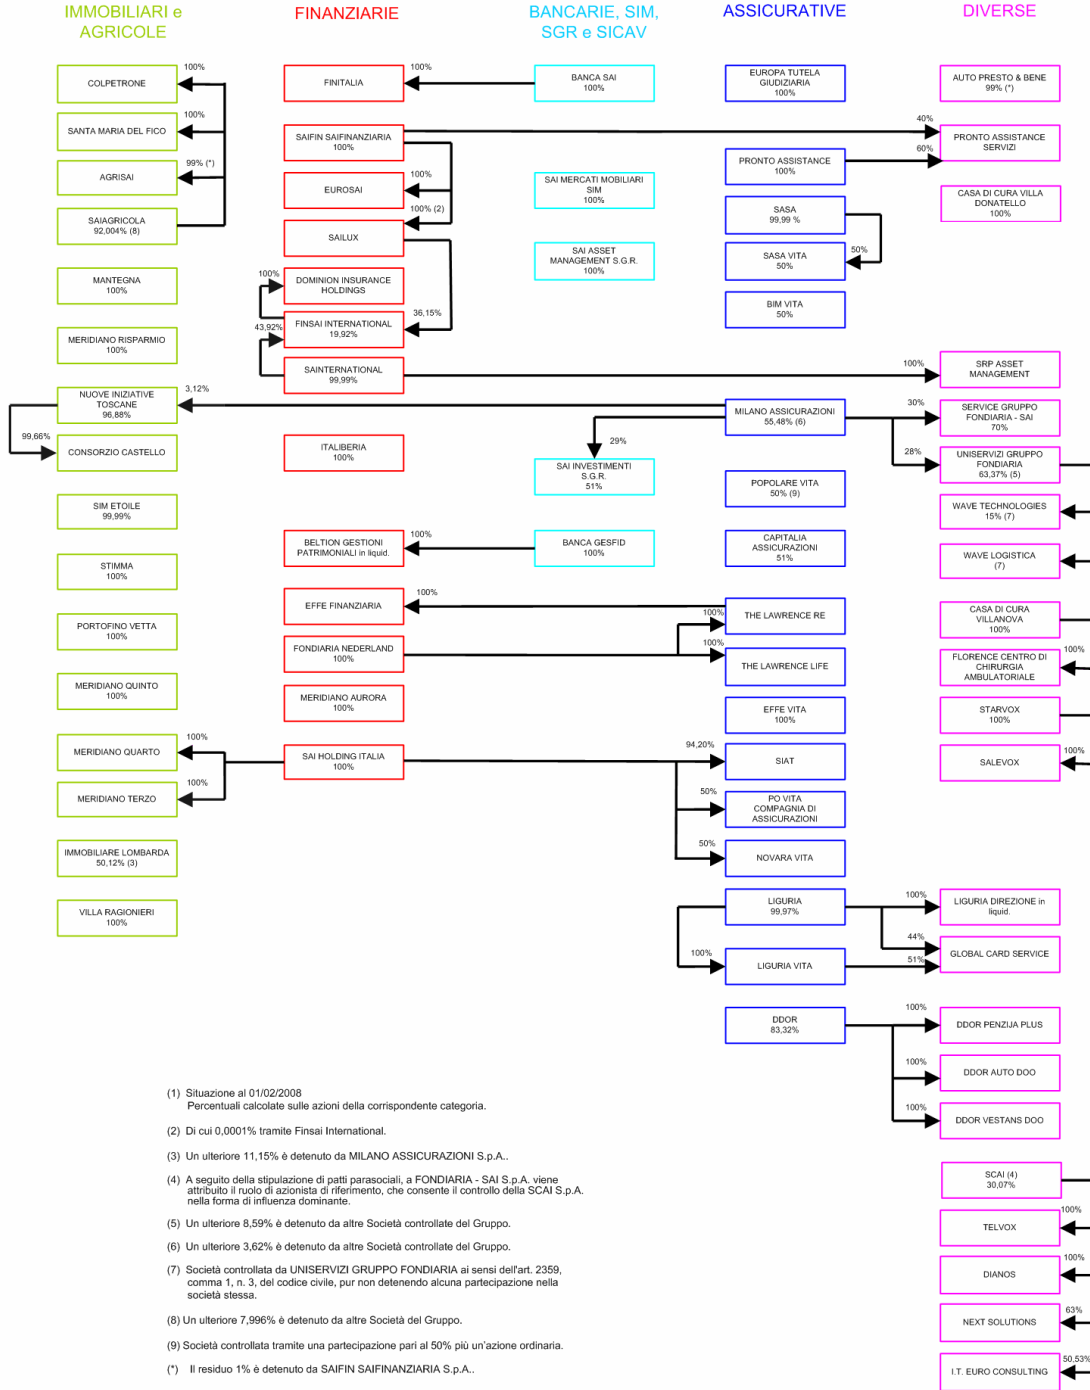 IMMOBILIARI e
AGRICOLE
FINANZIARIE
BANCARIE, SIM,
SGR e SICAV
ASSICURATIVE
DIVERSE
COLPETRONE
100%
SANTA MARIA DEL FICO
100%
AGRISAI
99% (*)
SAIAGRICOLA
92,004% (8)
MANTEGNA
100%
MERIDIANO RISPARMIO
100%
NUOVE INIZIATIVE
TOSCANE
96,88%
3,12%
99,66%
CONSORZIO CASTELLO
SIM ETOILE
99,99%
STIMMA
100%
PORTOFINO VETTA
100%
MERIDIANO QUINTO
100%
MERIDIANO QUARTO
100%
MERIDIANO TERZO
100%
IMMOBILIARE LOMBARDA
50,12% (3)
VILLA RAGIONIERI
100%
FINITALIA
100%
SAIFIN SAIFINANZIARIA
100%
EUROSAI
100%
100% (2)
SAILUX
100%
DOMINION INSURANCE
HOLDINGS
36,15%
FINSAI INTERNATIONAL
19,92%
43,92%
SAINTERNATIONAL
99.99%
ITALIBERIA
100%
BELTION GESTIONI
PATRIMONIALI in liquid.
100%
EFFE FINANZIARIA
100%
FONDIARIA NEDERLAND
100%
MERIDIANO AURORA
100%
SAI HOLDING ITALIA
100%
BANCA SAI
100%
SAI MERCATI MOBILIARI
SIM
100%
SAI ASSET
MANAGEMENT S.G.R.
100%
29%
SAI INVESTIMENTI
S.G.R.
51%
BANCA GESFID
100%
EUROPA TUTELA
GIUDIZIARIA
100%
PRONTO ASSISTANCE
100%
SASA
99,99 %
50%
SASA VITA
50%
BIM VITA
50%
MILANO ASSICURAZIONI
55,48% (6)
POPOLARE VITA
50% (9)
CAPITALIA
ASSICURAZIONI
51%
THE LAWRENCE RE
100%
100%
THE LAWRENCE LIFE
EFFE VITA
100%
94,20%
SIAT
50%
PO VITA
COMPAGNIA DI
ASSICURAZIONI
50%
NOVARA VITA
LIGURIA
99,97%
100%
LIGURIA VITA
DDOR
83,32%
AUTO PRESTO & BENE
99% (*)
40%
PRONTO ASSISTANCE
SERVIZI
60%
CASA DI CURA VILLA
DONATELLO
100%
100%
SRP ASSET
MANAGEMENT
30%
SERVICE GRUPPO
FONDIARIA - SAI
70%
28%
UNISERVIZI GRUPPO
FONDIARIA
63,37% (5)
WAVE TECHNOLOGIES
15% (7)
WAVE LOGISTICA
(7)
CASA DI CURA
VILLANOVA
100%
FLORENCE CENTRO DI
CHIRURGIA
AMBULATORIALE
100%
STARVOX
100%
SALEVOX
100%
100%
LIGURIA DIREZIONE in
liquid.
44%
GLOBAL CARD SERVICE
51%
100%
DDOR PENZIJA PLUS
100%
DDOR AUTO DOO
100%
DDOR VESTANS DOO
SCAI (4)
30,07%
100%
TELVOX
100%
DIANOS
63%
NEXT SOLUTIONS
50,53%
I.T. EURO CONSULTING
(1) Situazione al 01/02/2008
Percentuali calcolate sulle azioni della corrispondente categoria.
(2) Di cui 0,0001% tramite Finsai International.
(3) Un ulteriore 11,15% è detenuto da MILANO ASSICURAZIONI S.p.A..
(4) A seguito della stipulazione di patti parasociali, a FONDIARIA - SAI S.p.A. viene
attribuito il ruolo di azionista di riferimento, che consente il controllo della SCAI S.p.A.
nella forma di influenza dominante.
(5) Un ulteriore 8,59% è detenuto da altre Società controllate del Gruppo.
(6) Un ulteriore 3,62% è detenuto da altre Società controllate del Gruppo.
(7) Società controllata da UNISERVIZI GRUPPO FONDIARIA ai sensi dell'art. 2359,
comma 1, n. 3, del codice civile, pur non detenendo alcuna partecipazione nella
società stessa.
(8) Un ulteriore 7,996% è detenuto da altre Società del Gruppo.
(9) Società controllata tramite una partecipazione pari al 50% più un'azione ordinaria.
(*) Il residuo 1% è detenuto da SAIFIN SAIFINANZIARIA S.p.A..